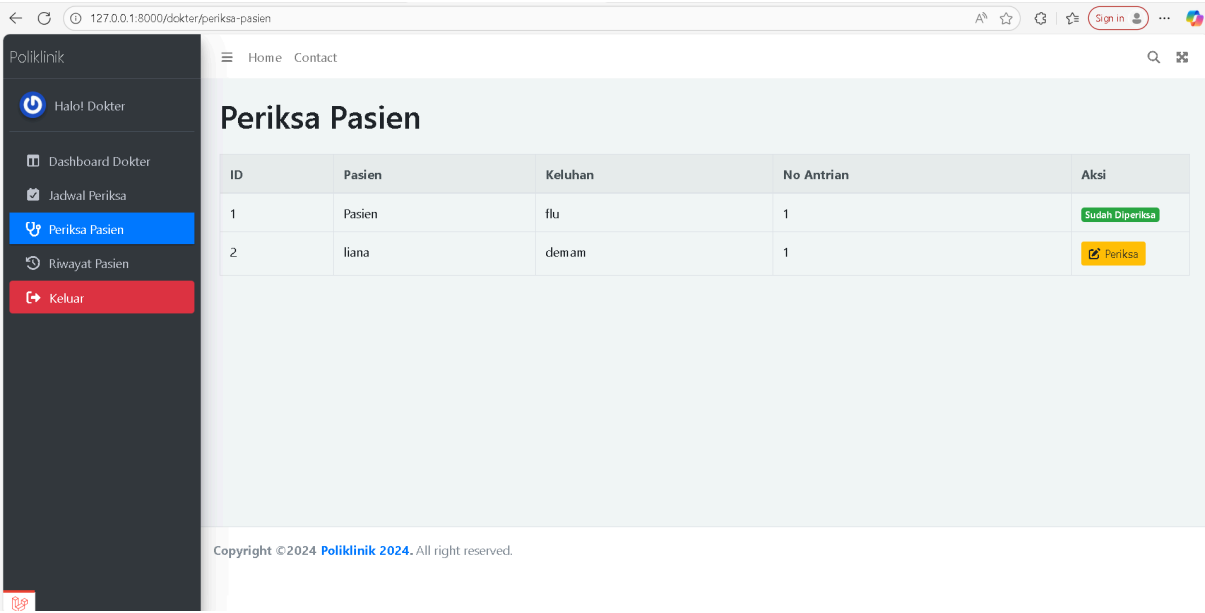 127.0.0.1:8000/dokter/periksa-pasien
Sign in
Poliklinik
Home Contact
Halo! Dokter
Dashboard Dokter
Jadwal Periksa
Periksa Pasien
Riwayat Pasien
Keluar
Periksa Pasien
ID Pasien Keluhan No Antrian Aksi
1 Pasien flu 1 Sudah Diperiksa
2 liana demam 1 Periksa
Copyright ©2024 Poliklinik 2024. All right reserved.